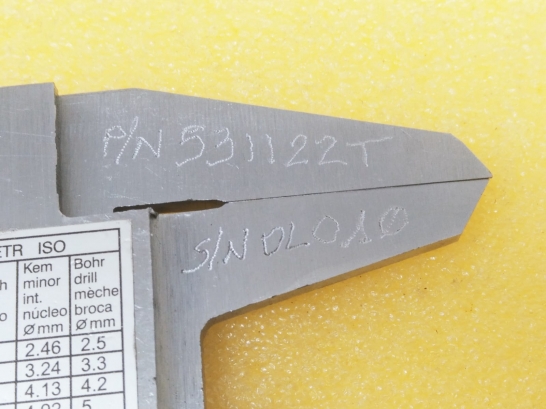 P/N 531122T
S/N DL010
ETR ISO
Kern
minor
int.
núcleo
Ø mm
Bohr
drill
mèche
broca
Ø mm
2.46 2.5
3.24 3.3
4.13 4.2